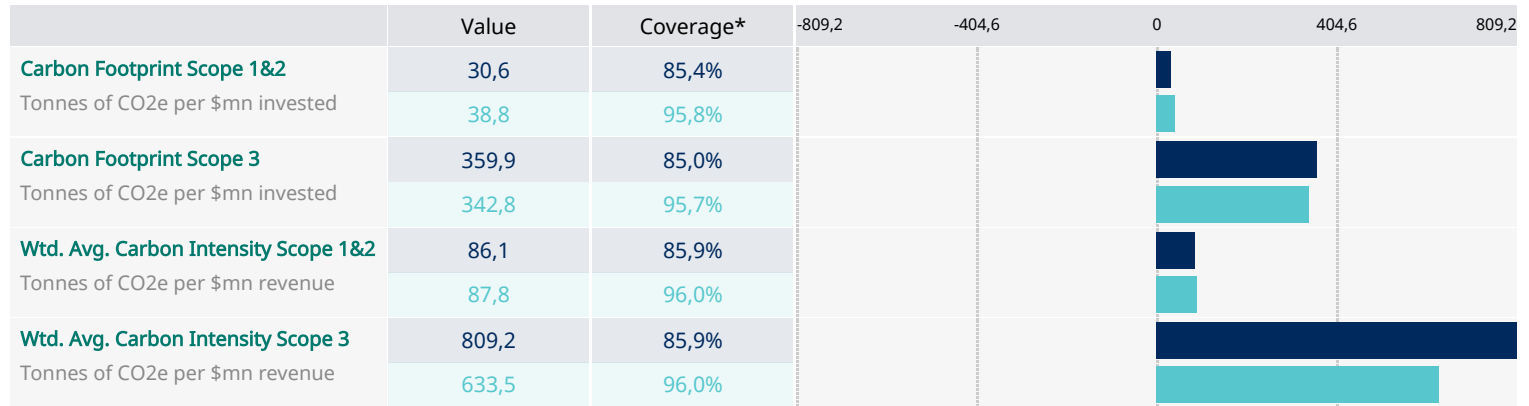 Value Coverage* -809,2 -404,6 0 404,6 809,2
Carbon Footprint Scope 1&2 30,6 85,4%
Tonnes of CO2e per $mn invested 38,8 95,8%
Carbon Footprint Scope 3 359,9 85,0%
Tonnes of CO2e per $mn invested 342,8 95,7%
Wtd. Avg. Carbon Intensity Scope 1&2 86,1 85,9%
Tonnes of CO2e per $mn revenue 87,8 96,0%
Wtd. Avg. Carbon Intensity Scope 3 809,2 85,9%
Tonnes of CO2e per $mn revenue 633,5 96,0%